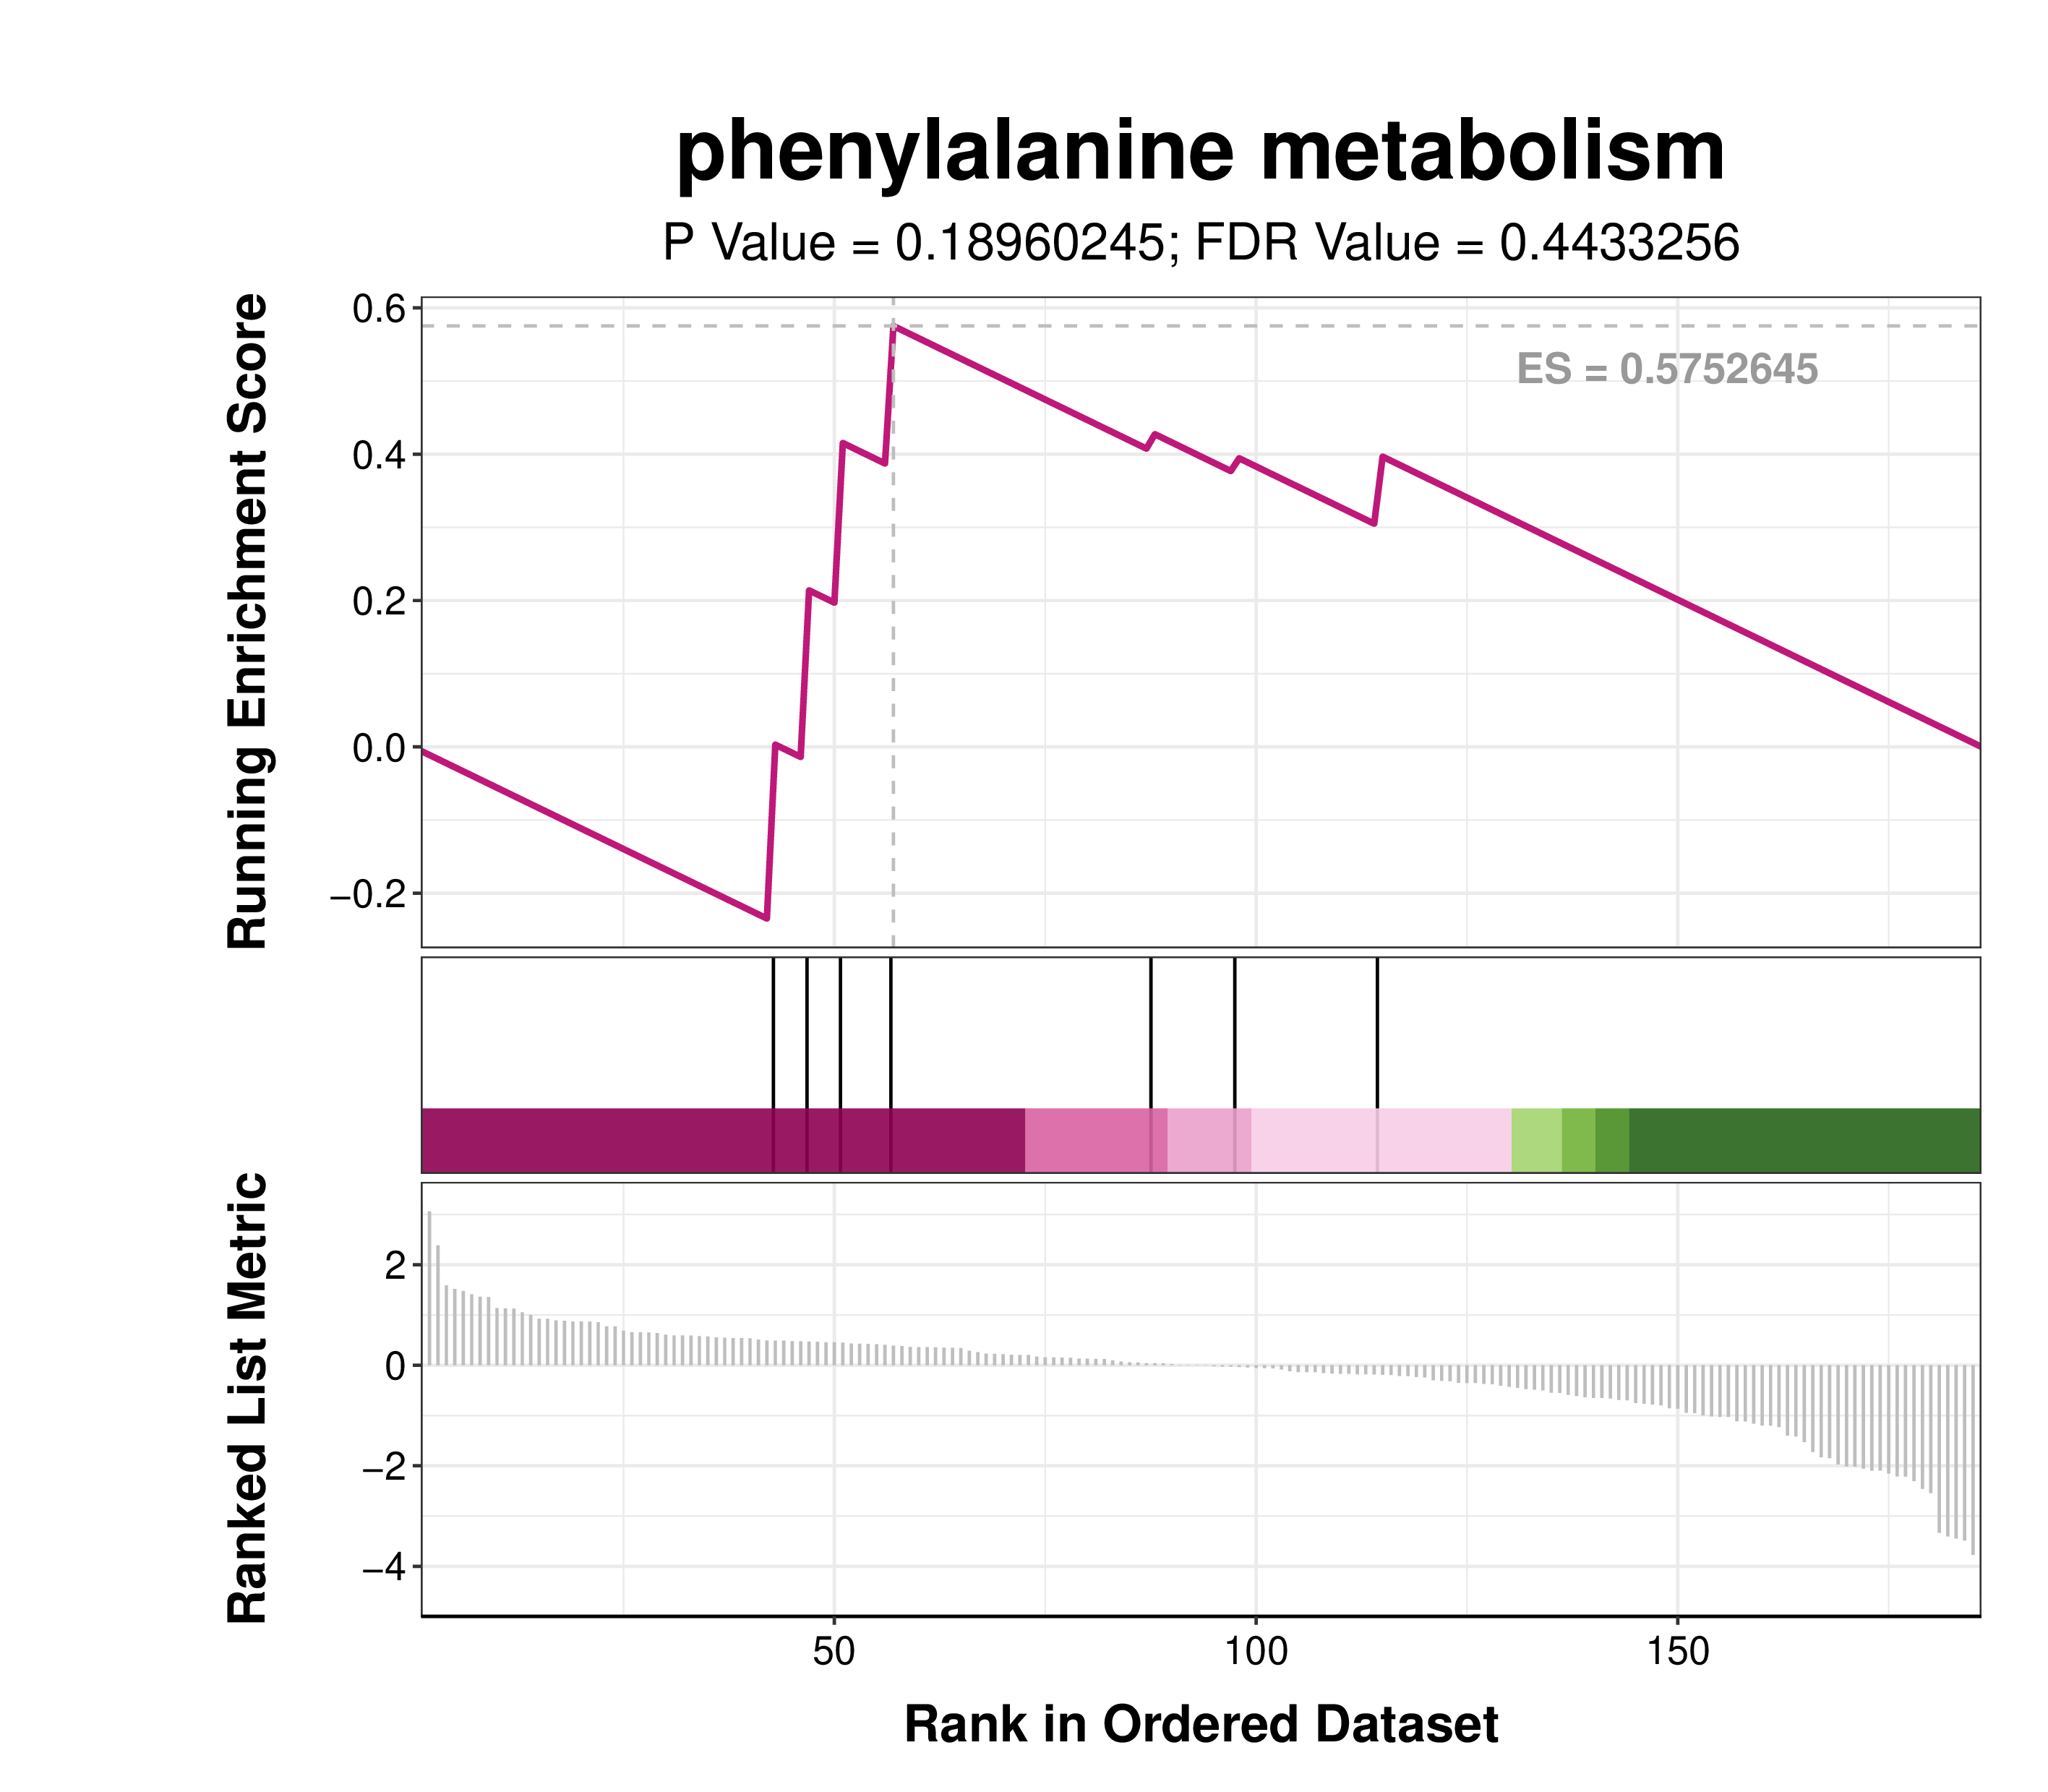 phenylalanine metabolism
P Value = 0.18960245; FDR Value = 0.4433256
Running Enrichment Score
0.6
0.4
0.2
0.0
−0.2
ES = 0.5752645
Ranked List Metric
2
0
−2
−4
50
100
150
Rank in Ordered Dataset